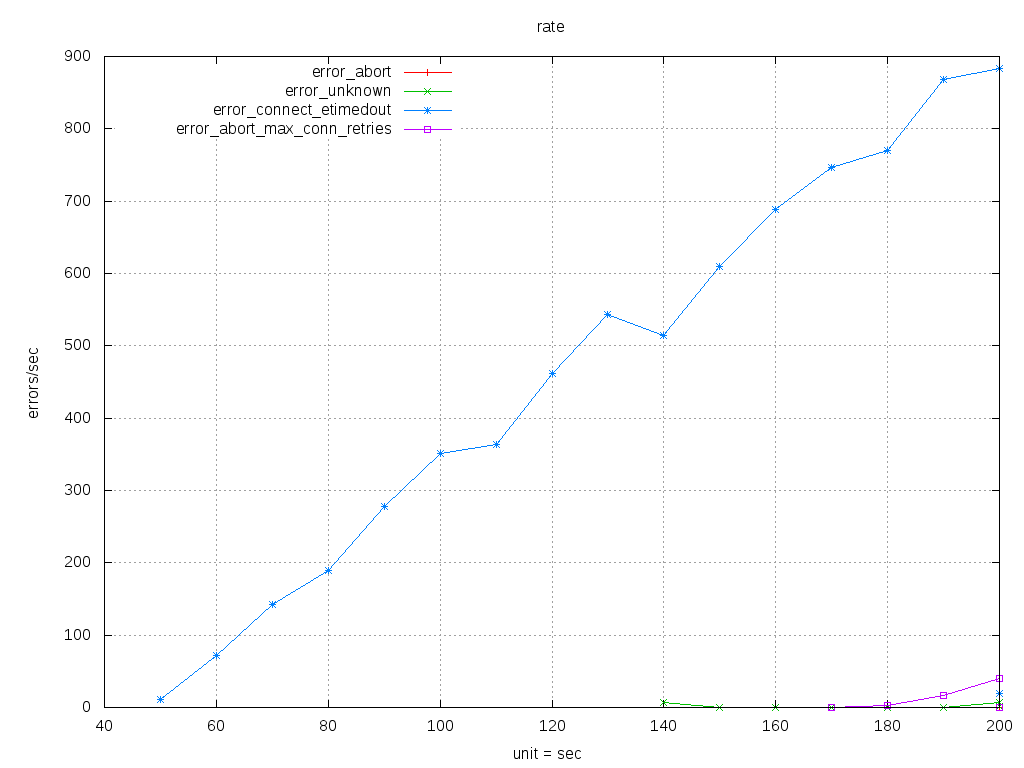 rate
900
800
700
600
500
400
300
200
100
0
errors/sec
error_abort
error_unknown
error_connect_etimedout
error_abort_max_conn_retries
40 60 80 100 120 140 160 180 200
unit = sec